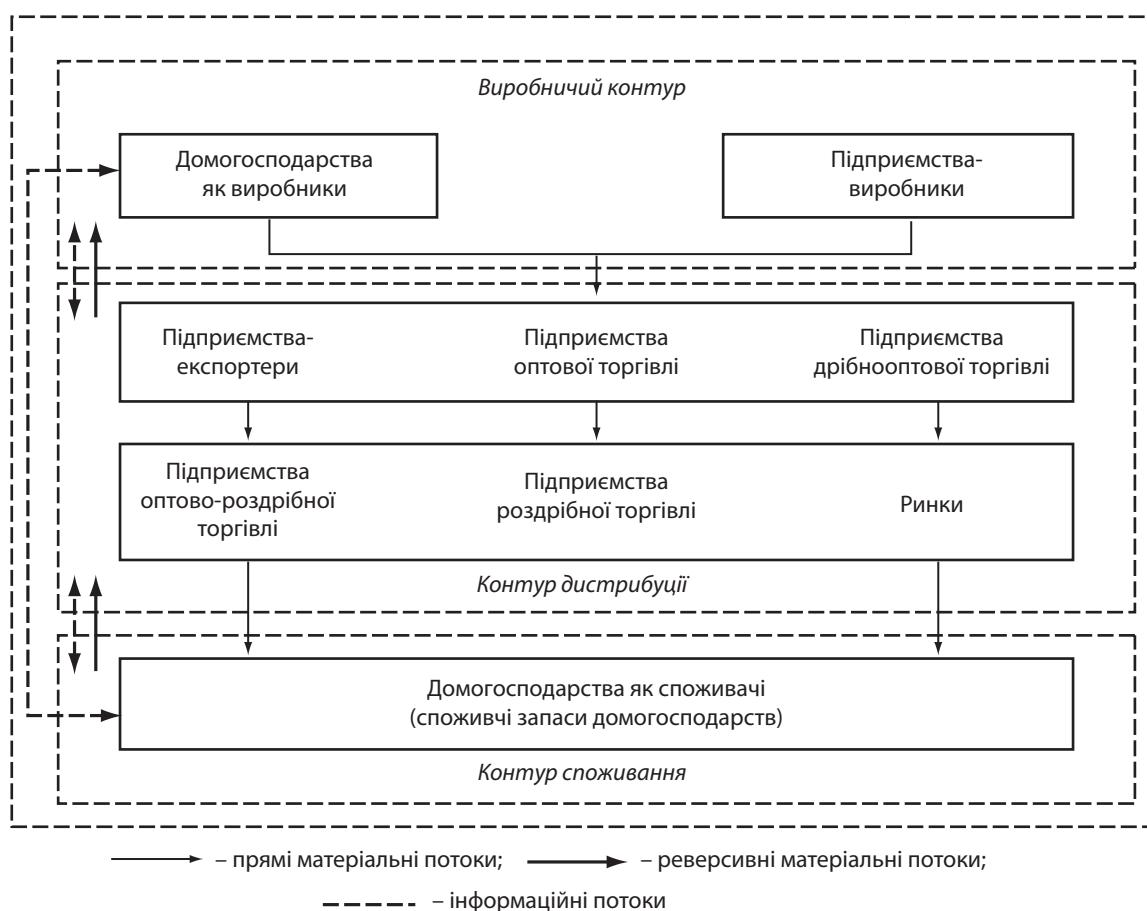 Виробничий контур
Домогосподарства
як виробники
Підприємства-
виробники
Підприємства-
експортери
Підприємства
оптової торгівлі
Підприємства
дрібнооптової торгівлі
Підприємства
оптово-роздрібної
торгівлі
Підприємства
роздрібної торгівлі
Ринки
Контур дистрибуції
Домогосподарства як споживачі
(споживчі запаси домогосподарств)
Контур споживання
– прямі матеріальні потоки; – реверсивні матеріальні потоки;
– інформаційні потоки